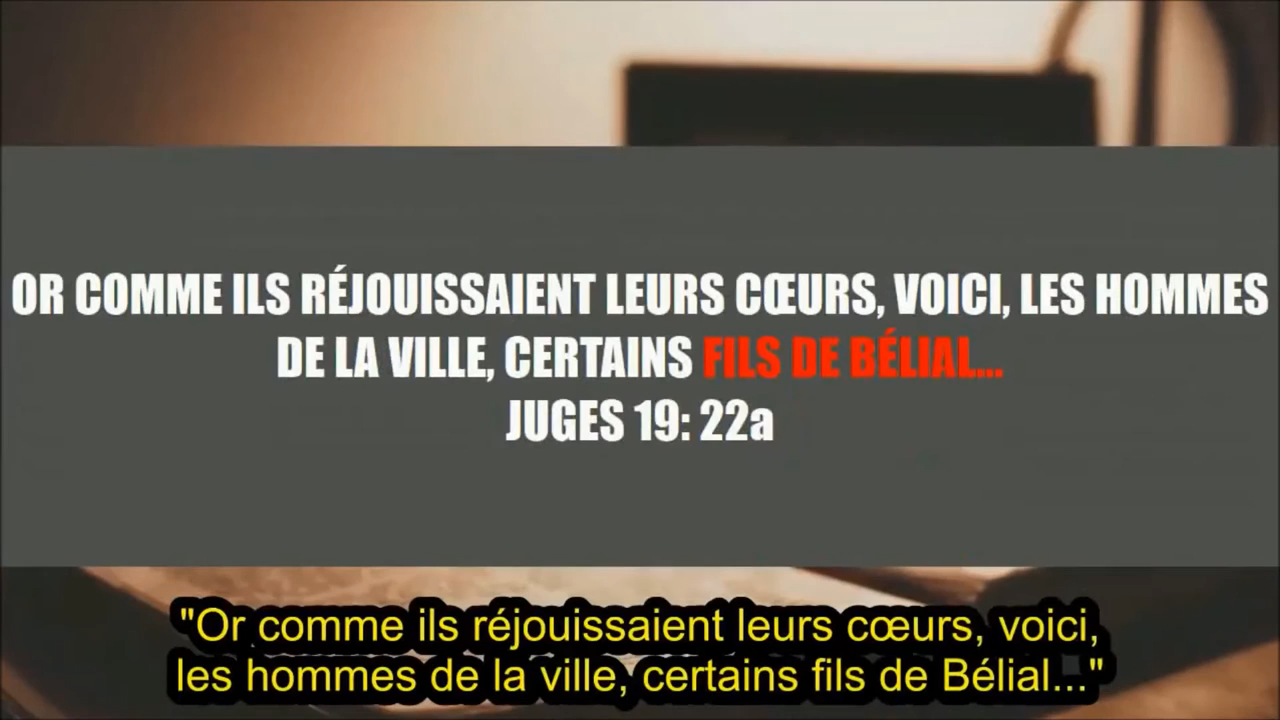 OR COMME ILS RÉJOUISSAIENT LEURS CŒURS, VOICI, LES HOMMES
DE LA VILLE, CERTAINS FILS DE BÉLIAL...
JUGES 19: 22a
"Or comme ils réjouissaient leurs cœurs, voici,
les hommes de la ville, certains fils de Bélial..."